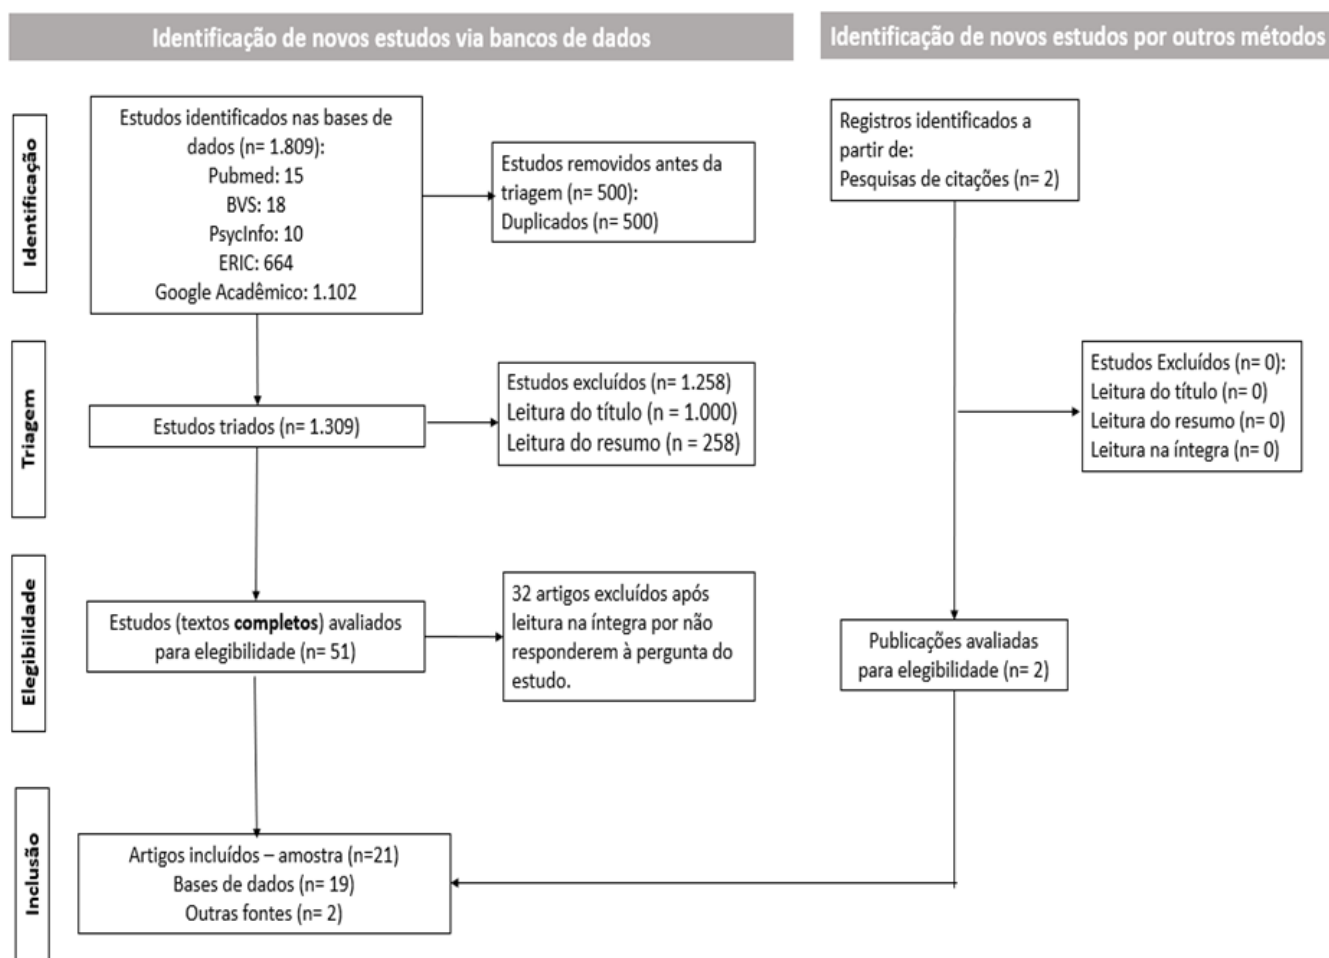 Identificação de novos estudos via bancos de dados
Identificação de novos estudos por outros métodos
Identificação
Estudos identificados nas bases de
dados (n= 1.809):
Pubmed: 15
BVS: 18
PsycInfo: 10
ERIC: 664
Google Acadêmico: 1.102
Estudos removidos antes da
triagem (n= 500):
Duplicados (n= 500)
Registros identificados a
partir de:
Pesquisas de citações (n= 2)
Triagem
Estudos triados (n= 1.309)
Estudos excluídos (n= 1.258)
Leitura do título (n = 1.000)
Leitura do resumo (n = 258)
Estudos Excluídos (n= 0):
Leitura do título (n= 0)
Leitura do resumo (n= 0)
Leitura na íntegra (n= 0)
Elegibilidade
Estudos (textos completos) avaliados
para elegibilidade (n= 51)
32 artigos excluídos após
leitura na íntegra por não
responderem à pergunta do
estudo.
Publicações avaliadas
para elegibilidade (n= 2)
Inclusão
Artigos incluídos – amostra (n=21)
Bases de dados (n= 19)
Outras fontes (n= 2)